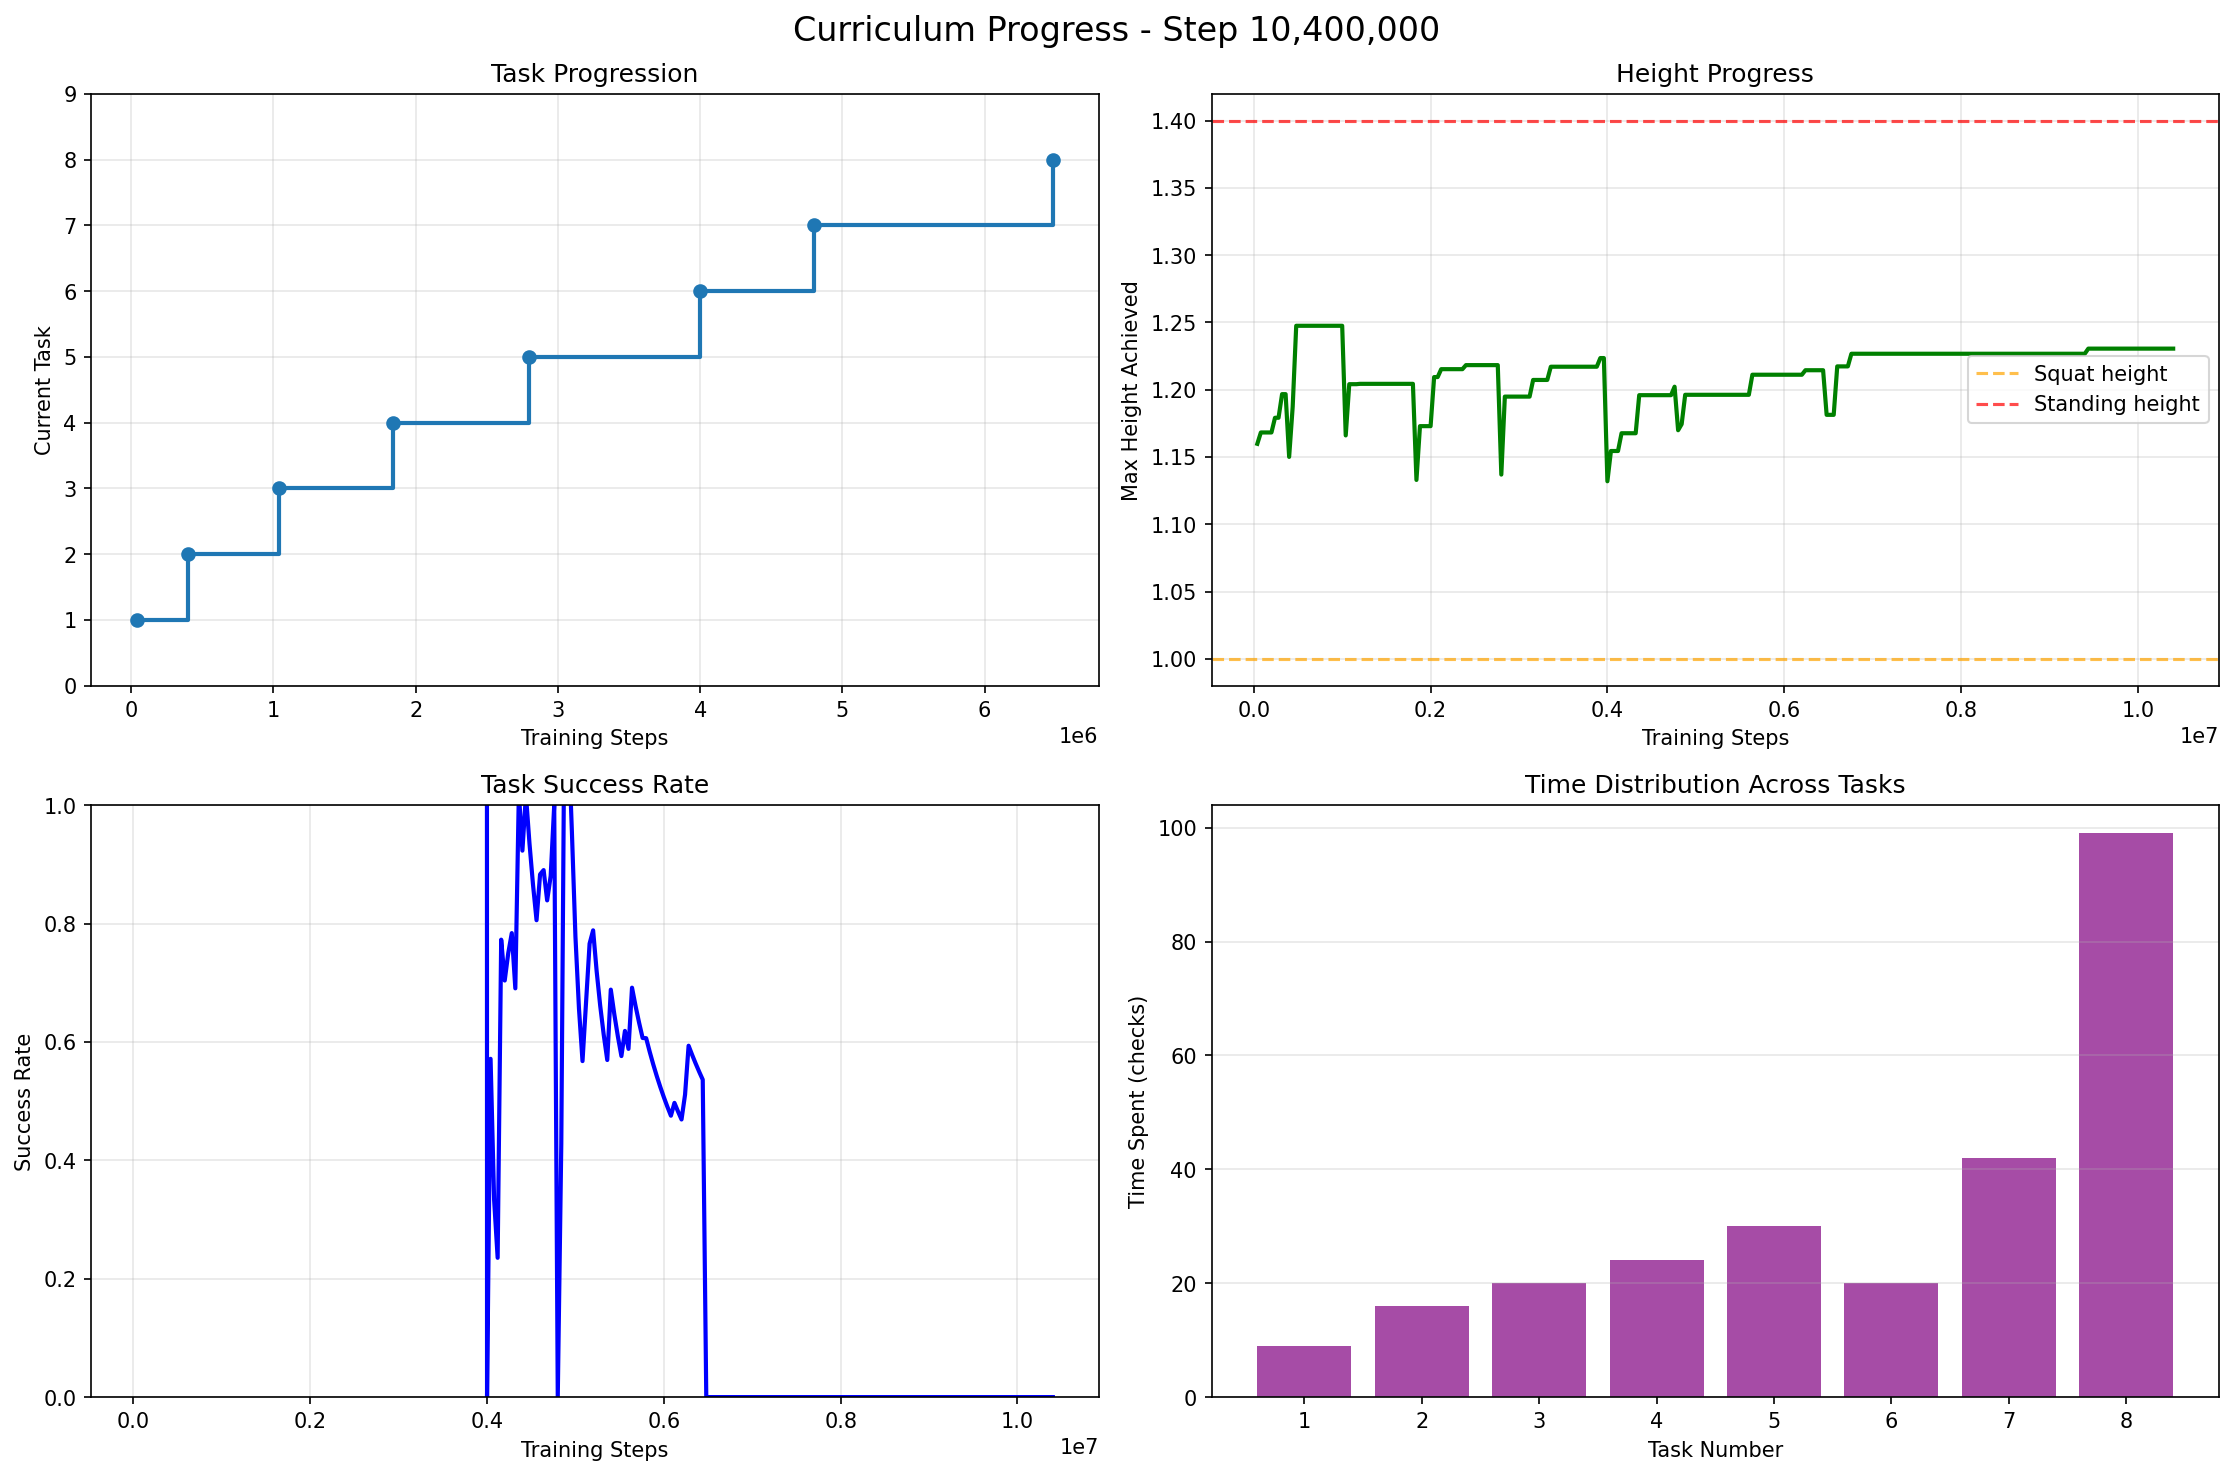 Curriculum Progress - Step 10,400,000
Task Progression
Current Task
9
8
7
6
5
4
3
2
1
0
0 1 2 3 4 5 6
1e6
Training Steps
Height Progress
Max Height Achieved
1.40
1.35
1.30
1.25
1.20
1.15
1.10
1.05
1.00
Squat height
Standing height
0.0 0.2 0.4 0.6 0.8 1.0
1e7
Training Steps
Task Success Rate
Success Rate
1.0
0.8
0.6
0.4
0.2
0.0
0.0 0.2 0.4 0.6 0.8 1.0
1e7
Training Steps
Time Distribution Across Tasks
Time Spent (checks)
100
80
60
40
20
0
1 2 3 4 5 6 7 8
Task Number